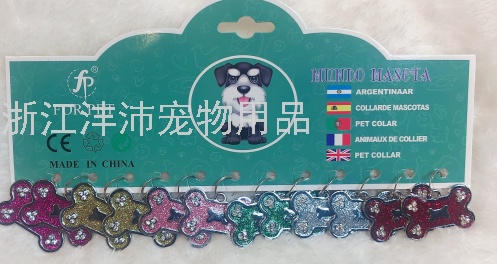 MUNDO MASCOTA
ARGENTINAAR
COLLARDE MASCOTAS
PET COLAR
ANIMAUX DE COLLIER
PET COLLAR
浙江洋沛宠物用品
CE
MADE IN CHINA